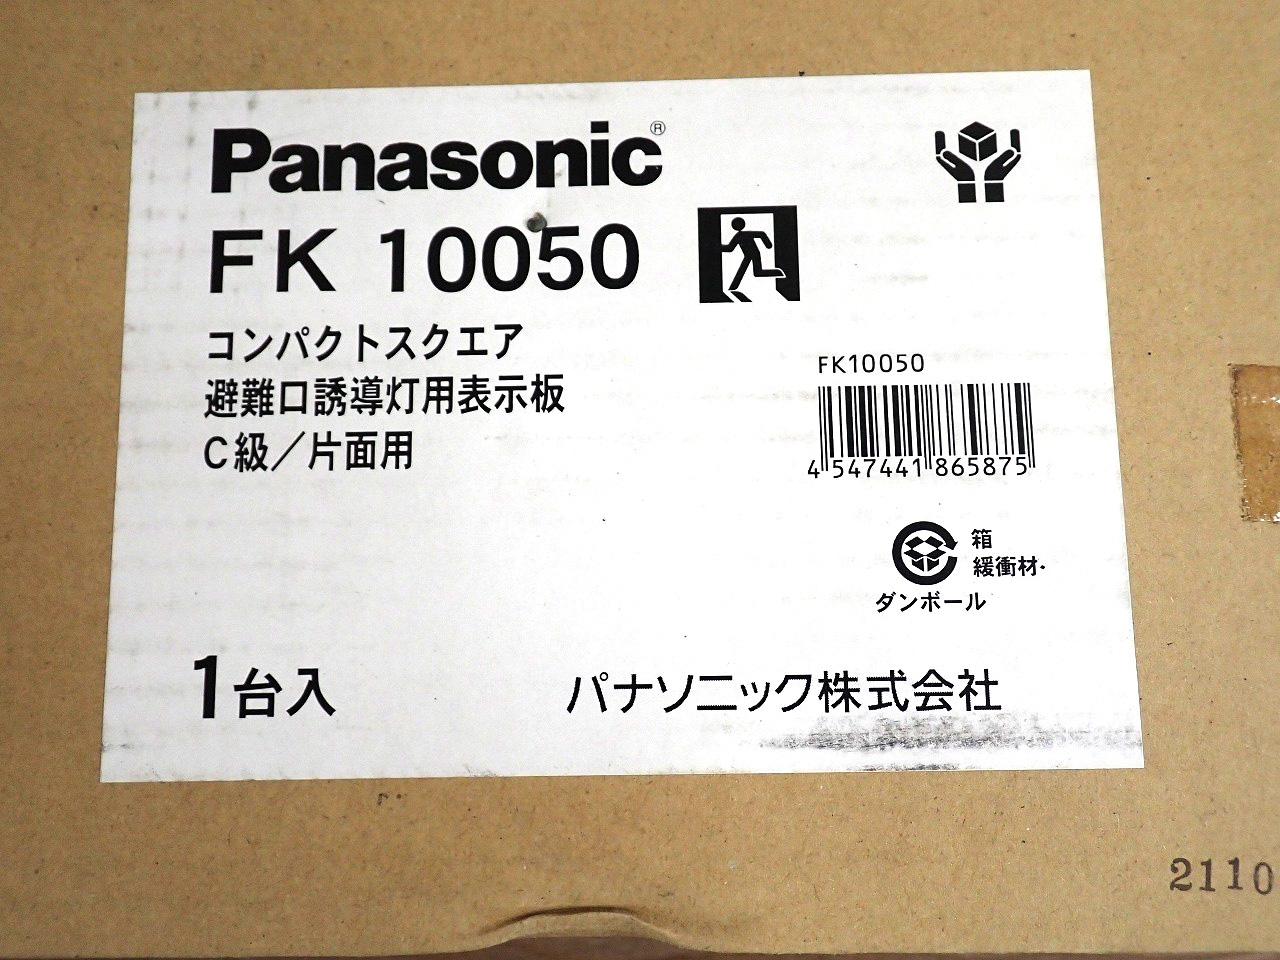 Panasonic®
FK 10050
コンパクトスクエア
避難口誘導灯用表示板
C級／片面用
FK10050
4 547441 865875
箱
緩衝材・
ダンボール
1台入
パナソニック株式会社
2110